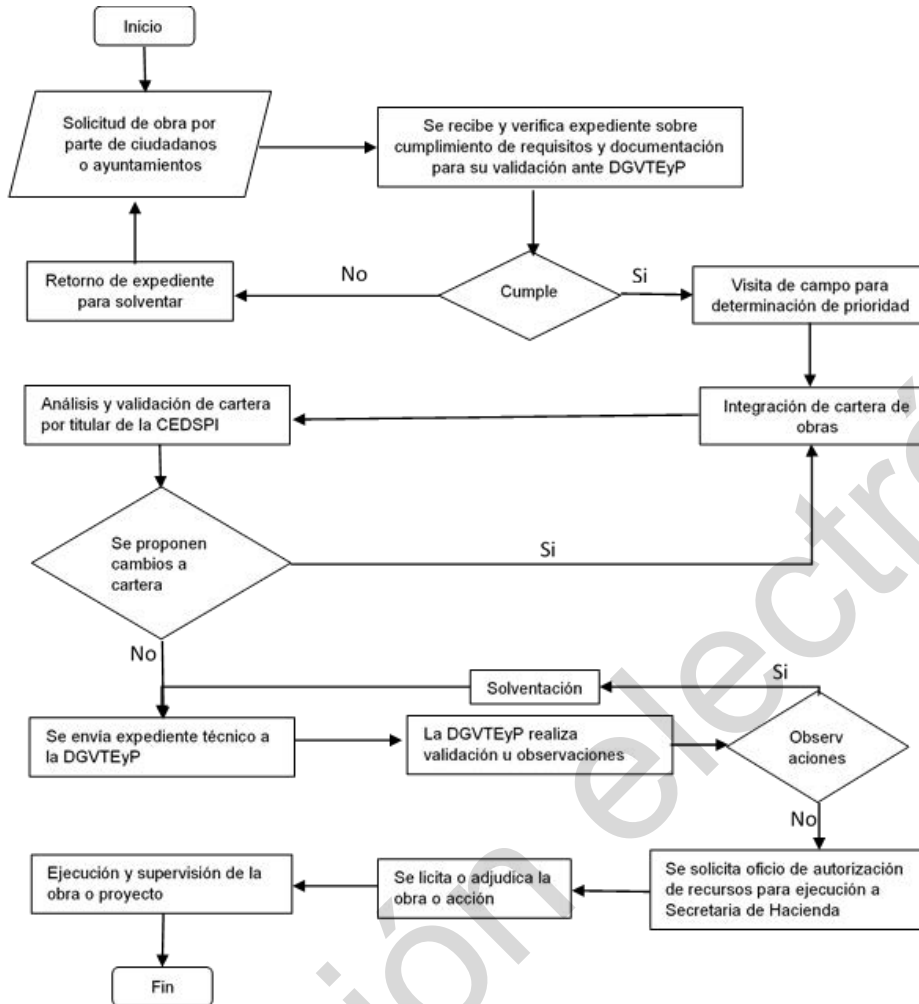 Inicio
Solicitud de obra por
parte de ciudadanos
o ayuntamientos
Se recibe y verifica expediente sobre
cumplimiento de requisitos y documentación
para su validación ante DGVTEyP
Retorno de expediente
para solventar
No
Cumple
Si
Visita de campo para
determinación de prioridad
Análisis y validación de cartera
por titular de la CEDSPI
Integración de cartera de
obras
Se proponen
cambios a
cartera
Si
No
Solventación
Si
Se envía expediente técnico a
la DGVTEyP
La DGVTEyP realiza
validación u observaciones
Observ
aciones
No
Ejecución y supervisión de la
obra o proyecto
Se licita o adjudica la
obra o acción
Se solicita oficio de autorización
de recursos para ejecución a
Secretaria de Hacienda
Fin
ión electró